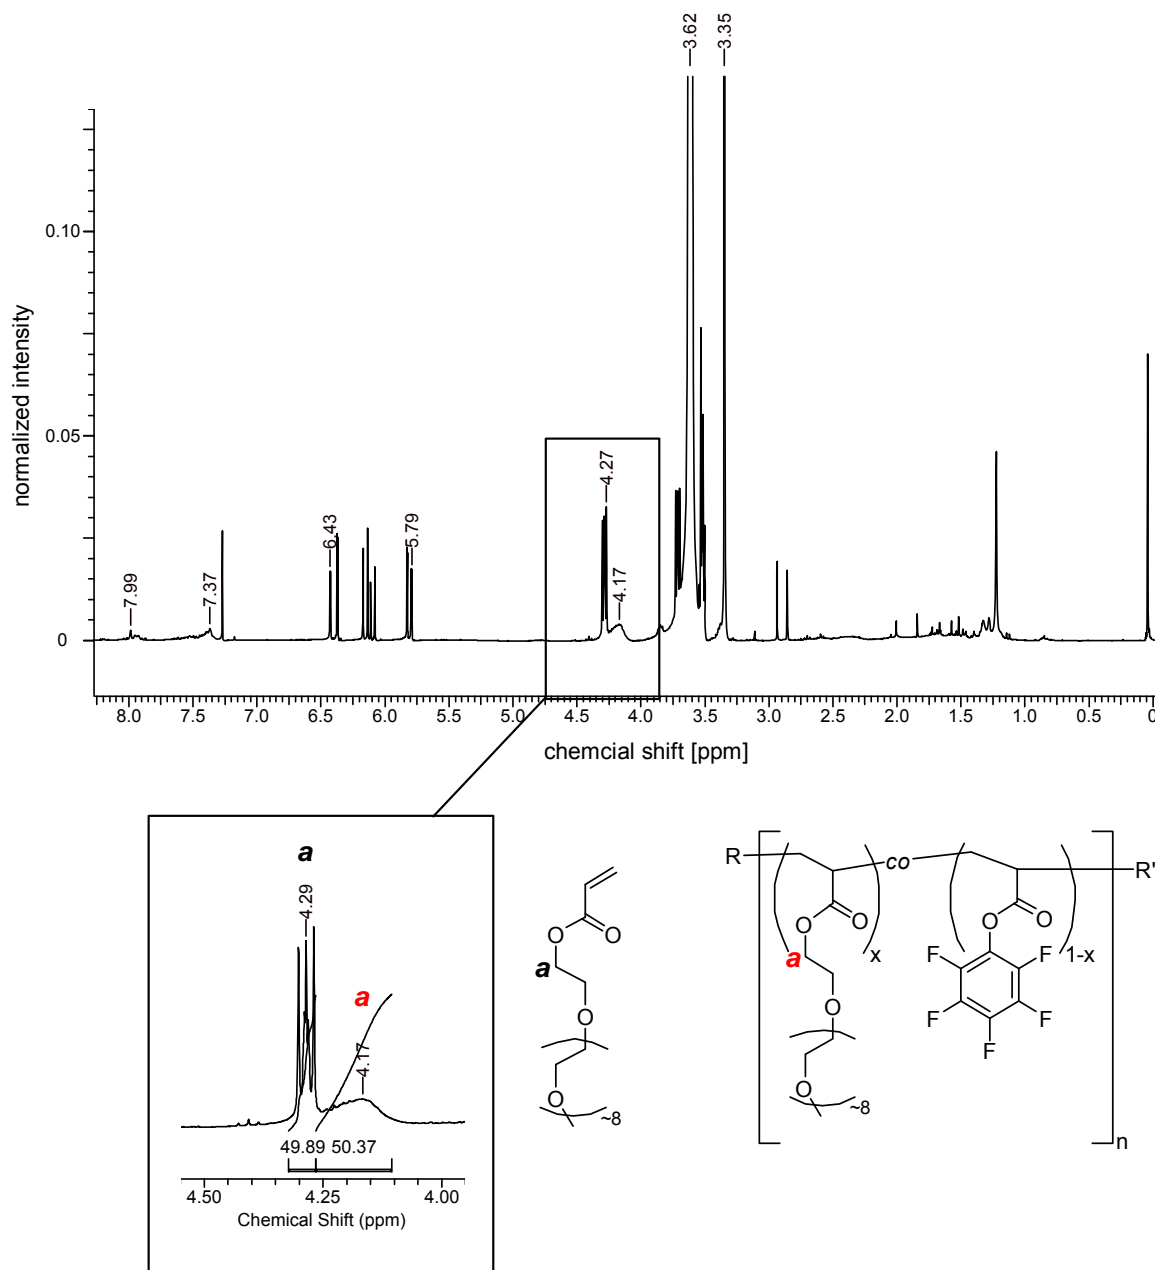 3.62
3.35
normalized intensity
0.10
0.05
0
7.99
7.37
6.43
5.79
4.27
4.17
8.0 7.5 7.0 6.5 6.0 5.5 5.0 4.5 4.0 3.5 3.0 2.5 2.0 1.5 1.0 0.5 0
chemcial shift [ppm]
a
4.29
a
4.17
49.89 50.37
4.50 4.25 4.00
Chemical Shift (ppm)
O
O
a
O
O
~8
R
co
R'
O
O
x
a
O
O
~8
O
O
1-x
F
F
F
F
F
n